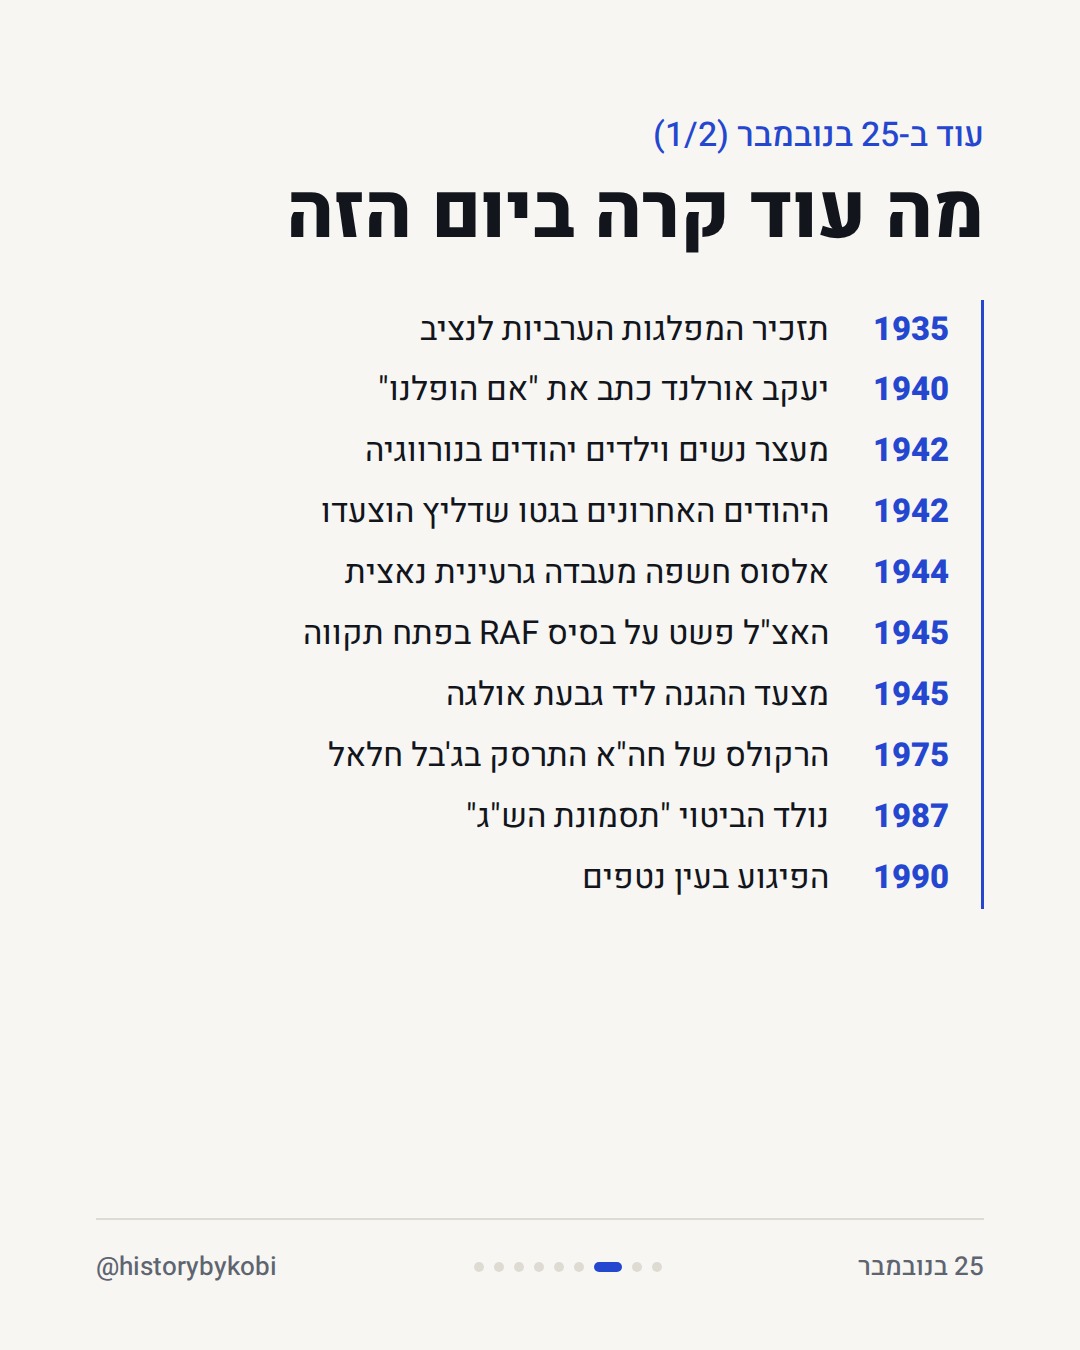 עוד ב-25 בנובמבר (1/2)
מה עוד קרה ביום הזה
1935 תזכיר המפלגות הערביות לנציב
1940 יעקב אורלנד כתב את "אם הופלנו"
1942 מעצר נשים וילדים יהודים בנורווגיה
1942 היהודים האחרונים בגטו שדליץ הוצעדו
1944 אלסוס חשפה מעבדה גרעינית נאצית
1945 האצ"ל פשט על בסיס RAF בפתח תקווה
1945 מצעד ההגנה ליד גבעת אולגה
1975 הרקולס של חה"א התרסק בג'בל חלאל
1987 נולד הביטוי "תסמונת הש"ג"
1990 הפיגוע בעין נטפים
25 בנובמבר
@historybykobi